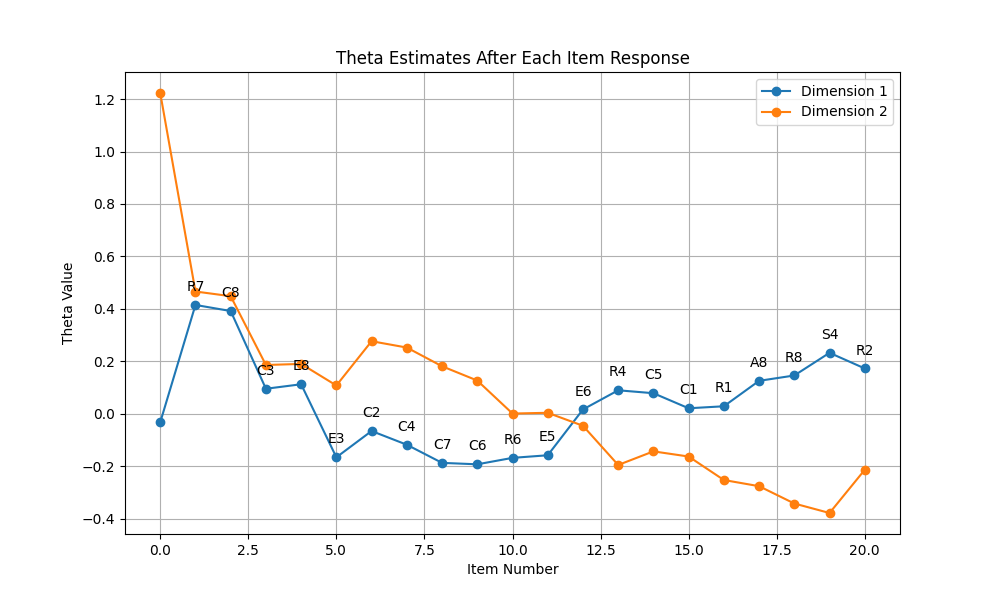 Theta Estimates After Each Item Response
Dimension 1
Dimension 2
Theta Value
1.2
1.0
0.8
0.6
0.4
0.2
0.0
−0.2
−0.4
R7
C8
C3
E8
E3
C2
C4
C7
C6
R6
E5
E6
R4
C5
C1
R1
A8
R8
S4
R2
0.0 2.5 5.0 7.5 10.0 12.5 15.0 17.5 20.0
Item Number